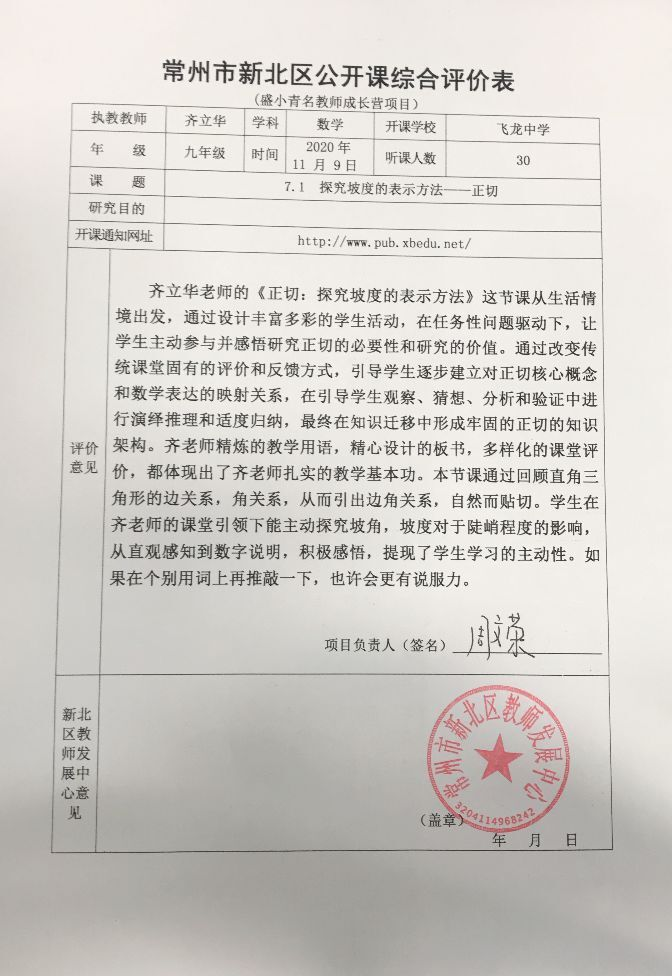 常州市新北区公开课综合评价表
(盛小青名教师成长营项目)
执教教师 齐立华 学科 数学 开课学校 飞龙中学
年 级 九年级 时间 2020 年 11 月 9 日 听课人数 30
课 题 7.1 探究坡度的表示方法——正切
研究目的
开课通知网址 http://www.pub.xbedu.net/
评价意见
齐立华老师的《正切：探究坡度的表示方法》这节课从生活情
境出发，通过设计丰富多彩的学生活动，在任务性问题驱动下，让
学生主动参与并感悟研究正切的必要性和研究的价值。通过改变传
统课堂固有的评价和反馈方式，引导学生逐步建立对正切核心概念
和数学表达的映射关系，在引导学生观察、猜想、分析和验证中进
行演绎推理和适度归纳，最终在知识迁移中形成牢固的正切的知识
架构。齐老师精炼的教学用语，精心设计的板书，多样化的课堂评
价，都体现出了齐老师扎实的教学基本功。本节课通过回顾直角三
角形的边关系，角关系，从而引出边角关系，自然而贴切。学生在
齐老师的课堂引领下能主动探究坡角，坡度对于陡峭程度的影响，
从直观感知到数字说明，积极感悟，提现了学生学习的主动性。如
果在个别用词上再推敲一下，也许会更有说服力。
项目负责人（签名） 周文荣
新北区教师发展中心意见
常州市新北区教师发展中心
3204114968242
（盖章）
年 月 日